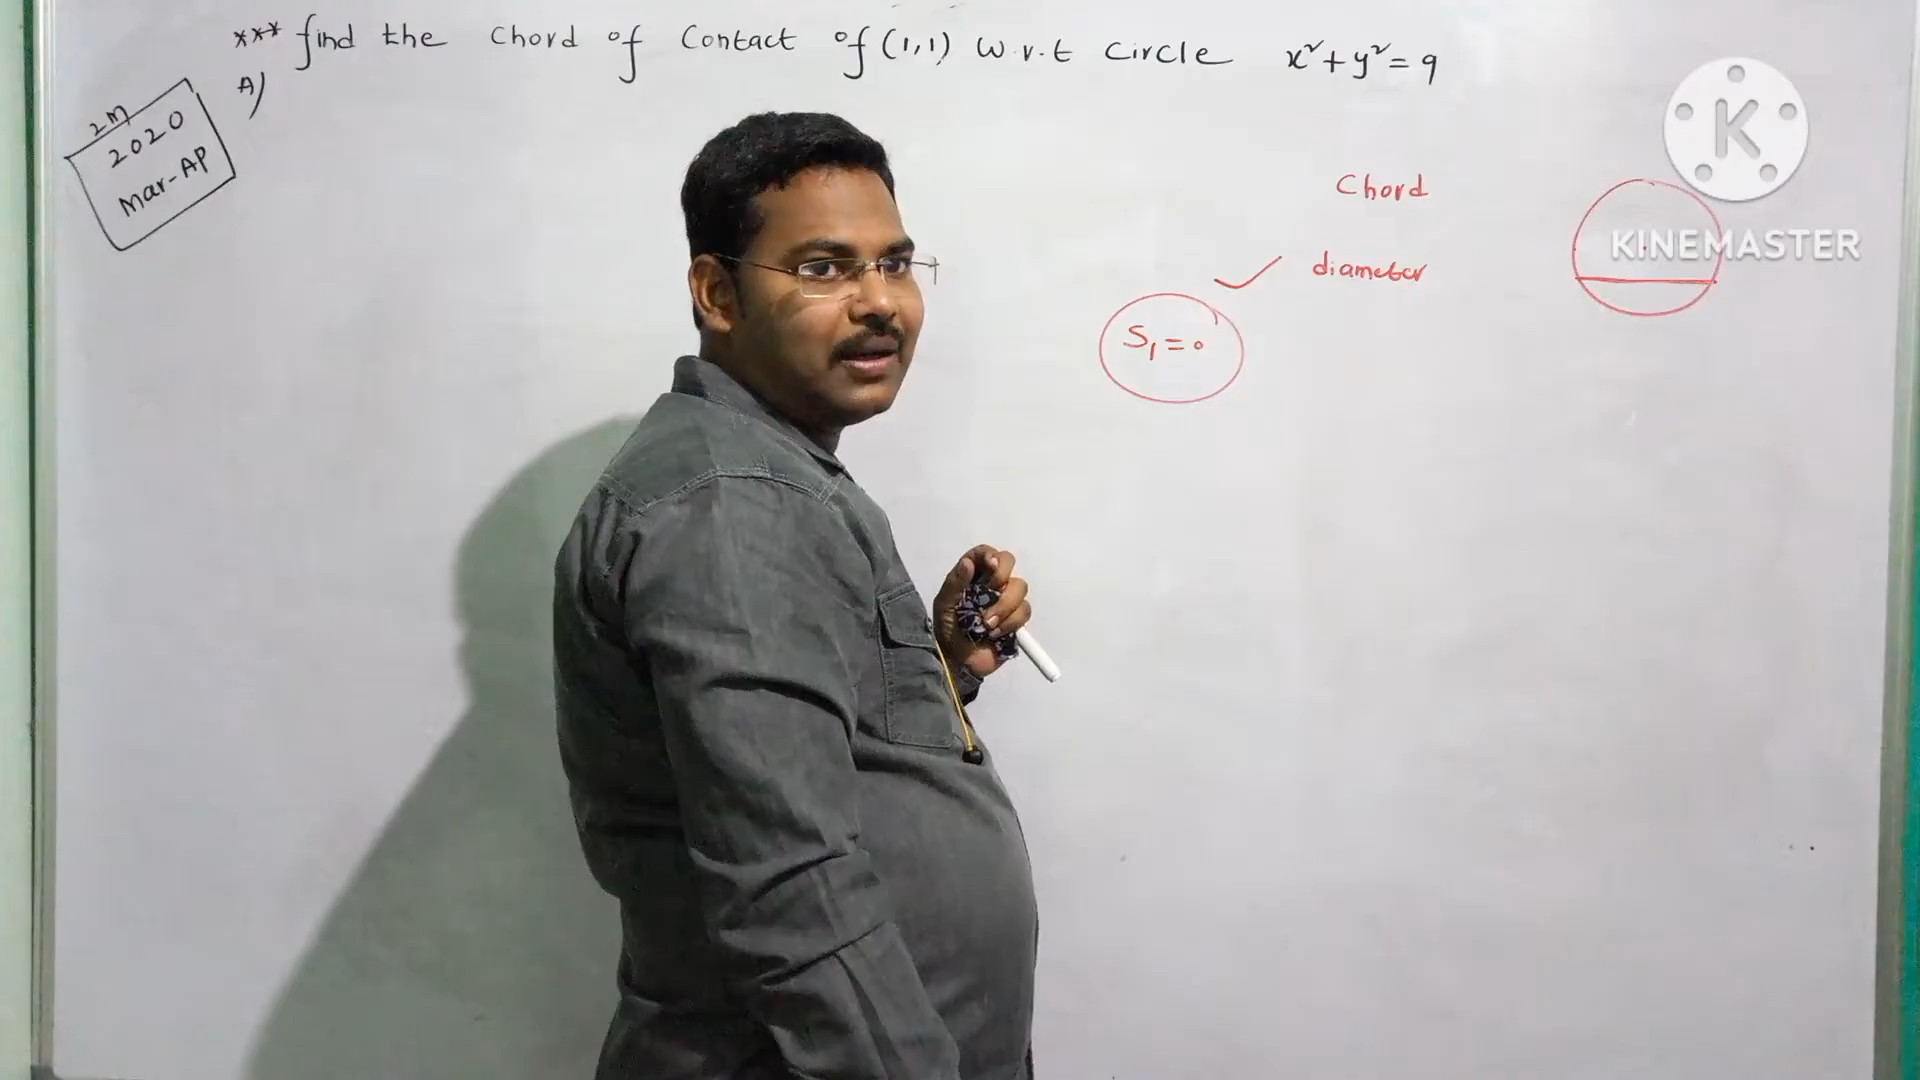 *** find the chord of contact of (1,1) w.r.t circle x²+y²=9
A)
2M
2020
Mar-AP
Chord
diameter
S₁=0
K
KINEMASTER